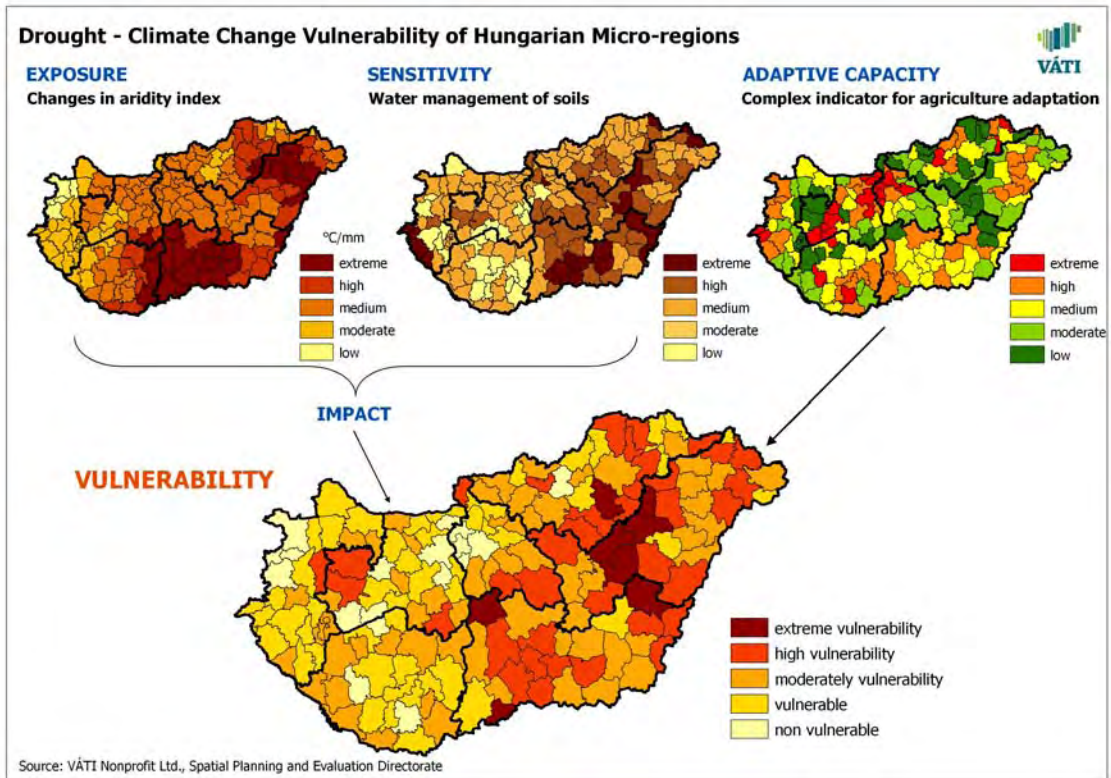 Drought - Climate Change Vulnerability of Hungarian Micro-regions
VÁTI
EXPOSURE
Changes in aridity index
SENSITIVITY
Water management of soils
ADAPTIVE CAPACITY
Complex indicator for agriculture adaptation
°C/mm
extreme
high
medium
moderate
low
extreme
high
medium
moderate
low
extreme
high
medium
moderate
low
IMPACT
VULNERABILITY
extreme vulnerability
high vulnerability
moderately vulnerability
vulnerable
non vulnerable
Source: VÁTI Nonprofit Ltd., Spatial Planning and Evaluation Directorate